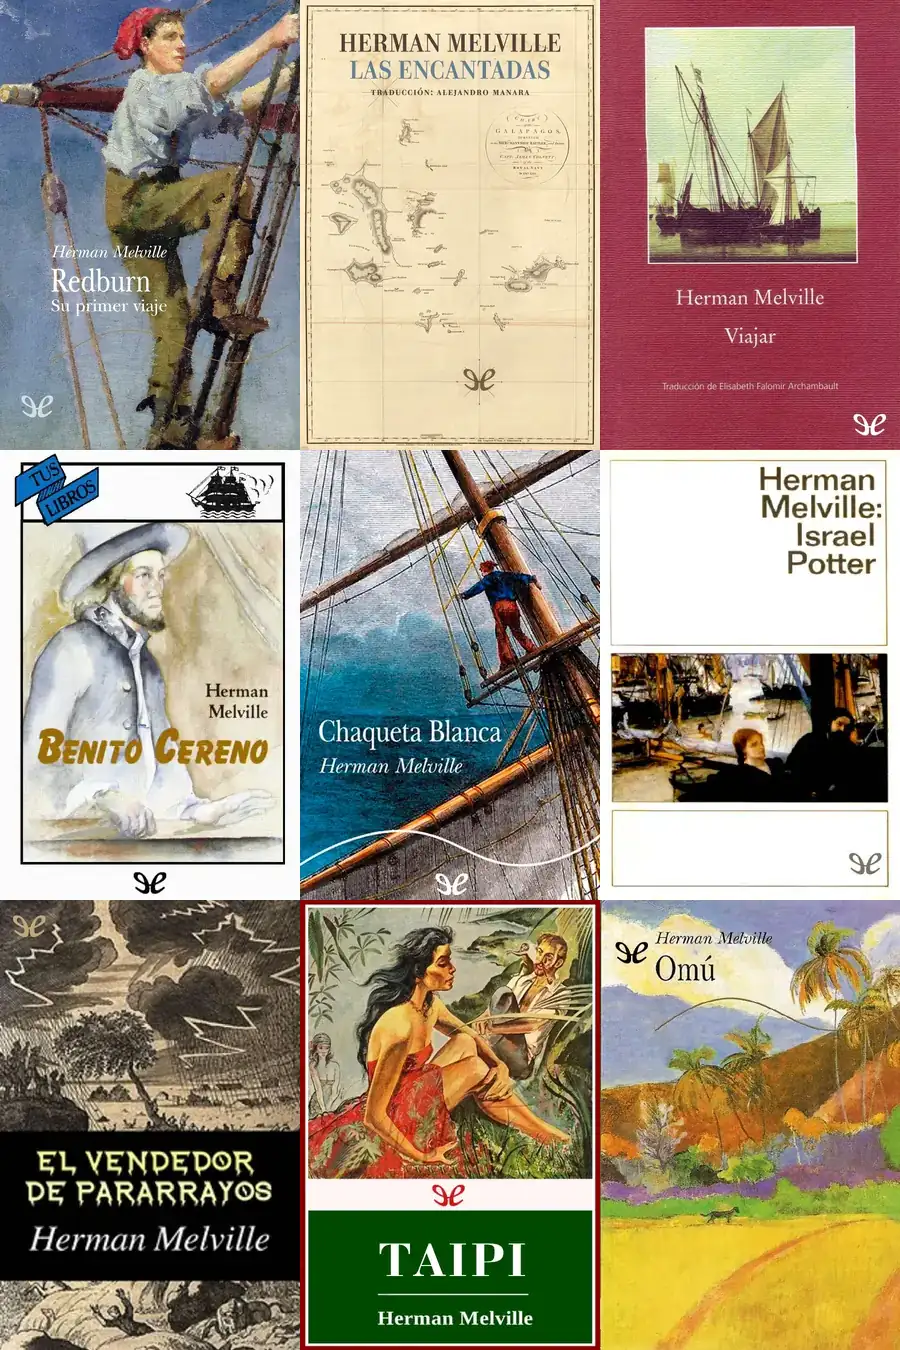 Herman Melville
Redburn
Su primer viaje
HERMAN MELVILLE
LAS ENCANTADAS
TRADUCCIÓN: ALEJANDRO MANARA
GALAPAGOS,
Herman Melville
Viajar
Traducción de Elisabeth Falomir Archambault
TUS
LIBROS
Herman
Melville
BENITO CERENO
Chaqueta Blanca
Herman Melville
Herman
Melville:
Israel
Potter
EL VENDEDOR
DE PARARRAYOS
Herman Melville
TAIPI
Herman Melville
Herman Melville
Omú